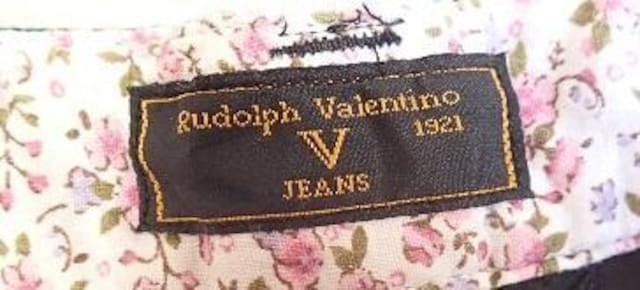 Rudolph Valentino
V 1921
JEANS